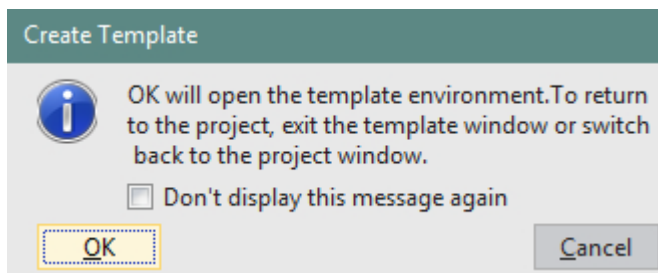 Create Template
OK will open the template environment.To return
to the project, exit the template window or switch
back to the project window.
Don't display this message again
OK
Cancel